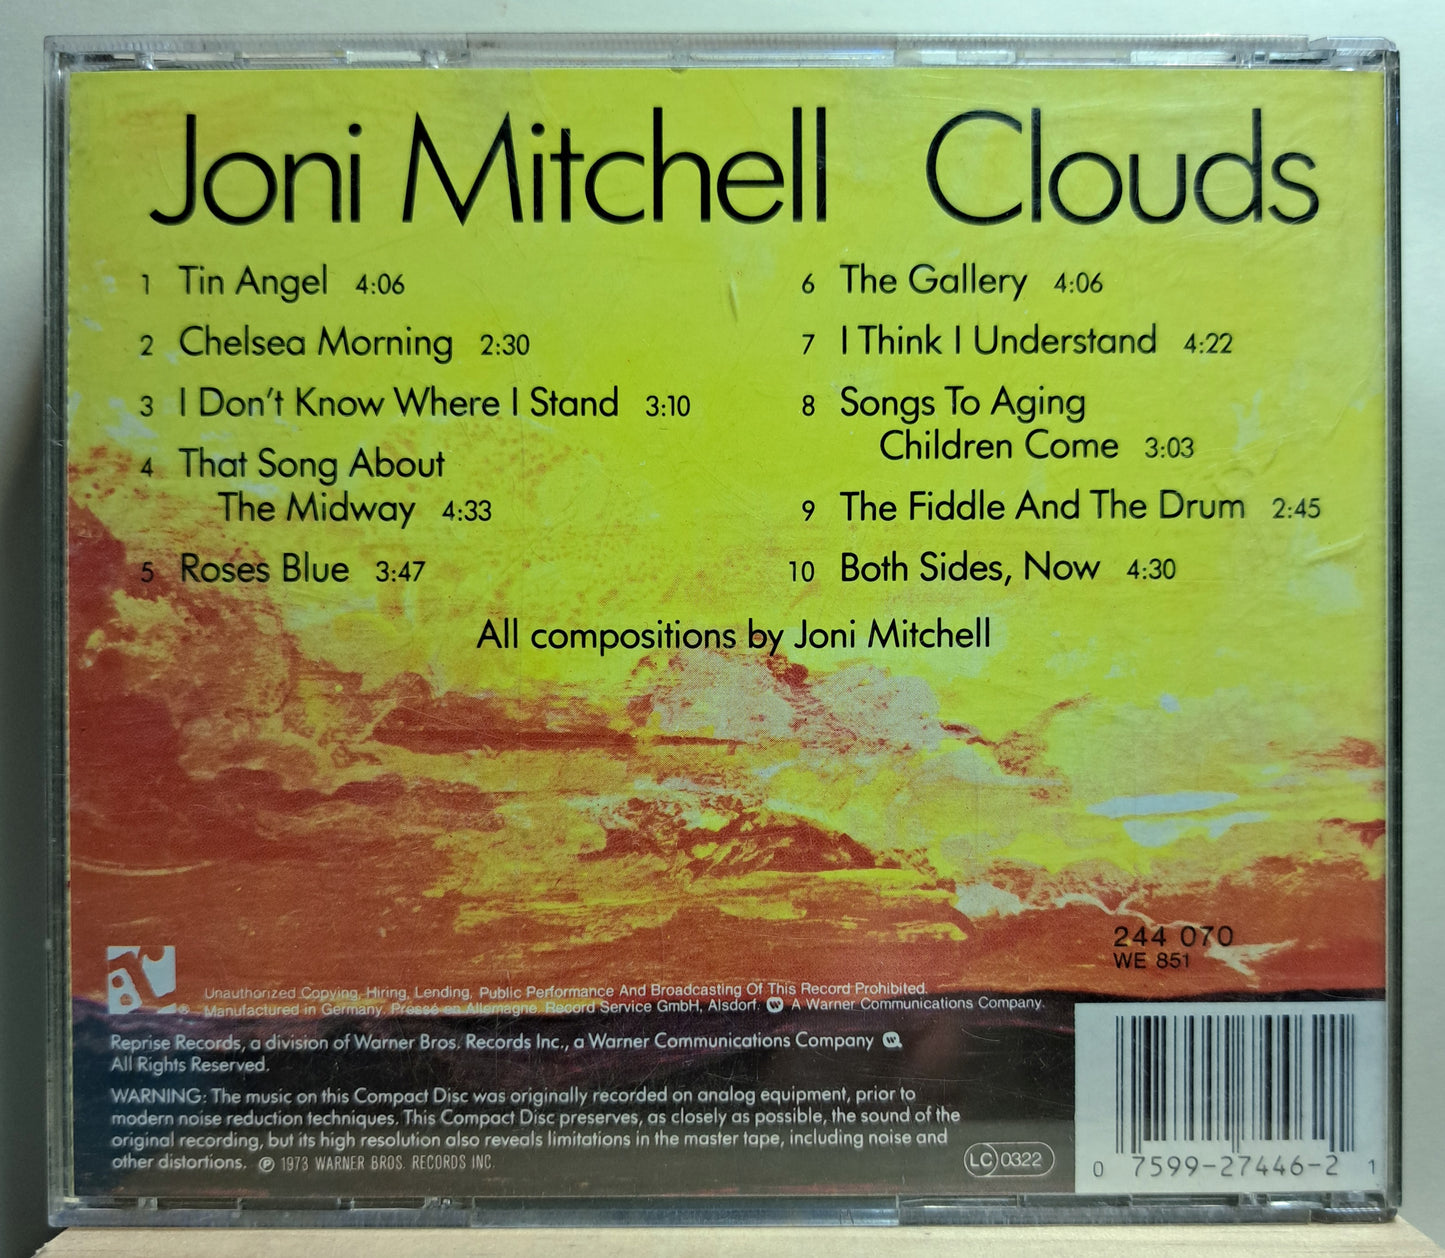 Joni Mitchell Clouds
1 Tin Angel 4:06
2 Chelsea Morning 2:30
3 I Don't Know Where I Stand 3:10
4 That Song About
The Midway 4:33
5 Roses Blue 3:47
6 The Gallery 4:06
7 I Think I Understand 4:22
8 Songs To Aging
Children Come 3:03
9 The Fiddle And The Drum 2:45
10 Both Sides, Now 4:30
All compositions by Joni Mitchell
244 070
WE 851
Unauthorized Copying, Hiring, Lending, Public Performance And Broadcasting Of This Record Prohibited.
Manufactured in Germany. Pressé en Allemagne. Record Service GmbH, Alsdorf. A Warner Communications Company.
Reprise Records, a division of Warner Bros. Records Inc., a Warner Communications Company
All Rights Reserved.
WARNING: The music on this Compact Disc was originally recorded on analog equipment, prior to
modern noise reduction techniques. This Compact Disc preserves, as closely as possible, the sound of the
original recording, but its high resolution also reveals limitations in the master tape, including noise and
other distortions. ℗ 1973 WARNER BROS. RECORDS INC.
LC 0322
0 7599-27446-2 1